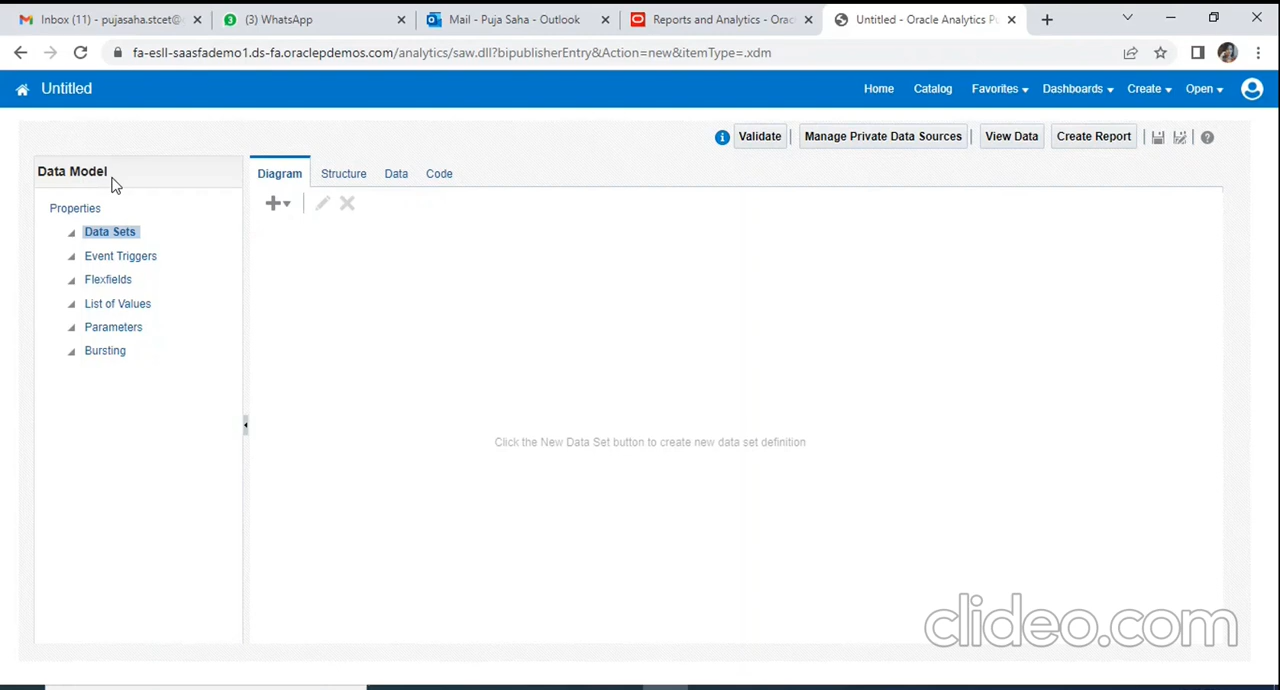 Inbox (11) - pujasaha.stcet@
3
(3) WhatsApp
Mail - Puja Saha - Outlook
Reports and Analytics - Orac
Untitled - Oracle Analytics Pu
fa-esll-saasfademo1.ds-fa.oraclepdemos.com/analytics/saw.dll?bipublisherEntry&Action=new&itemType=.xdm
Untitled
Home Catalog Favorites Dashboards Create Open
Validate Manage Private Data Sources View Data Create Report
Data Model
Diagram Structure Data Code
Properties
Data Sets
Event Triggers
Flexfields
List of Values
Parameters
Bursting
Click the New Data Set button to create new data set definition
clideo.com